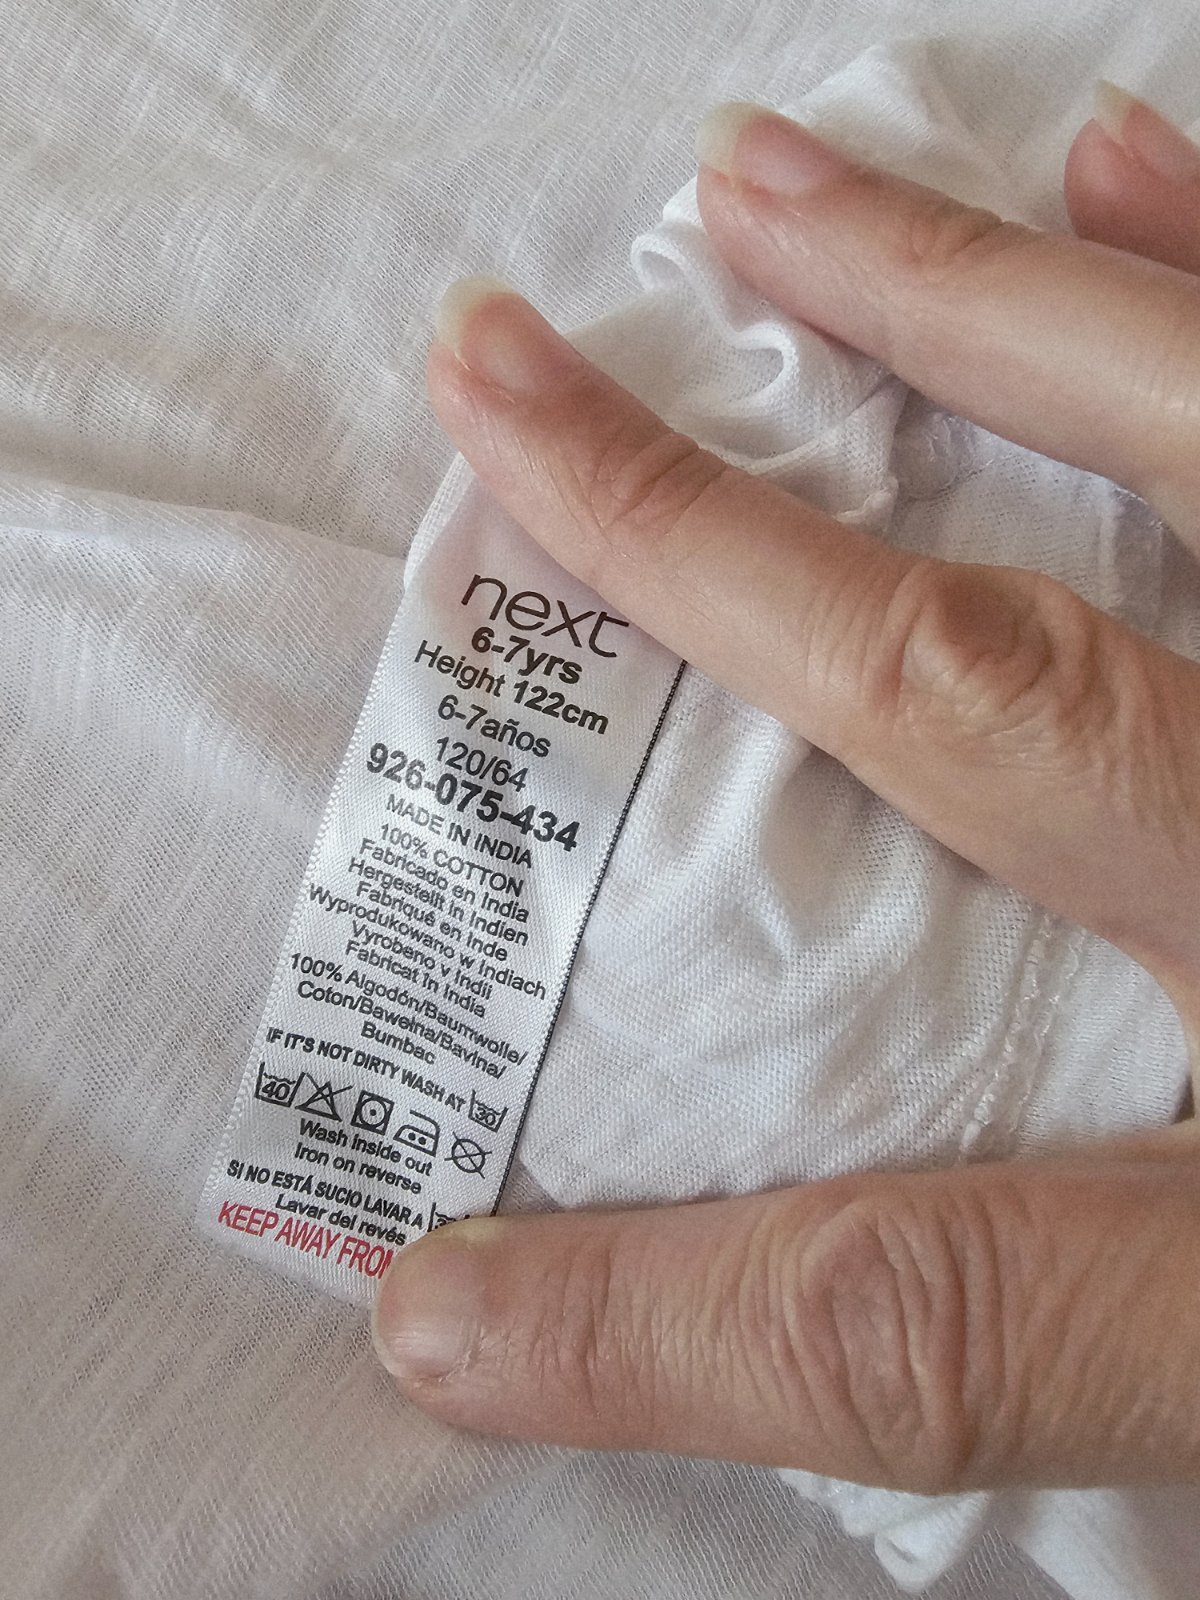 next
6-7yrs
Height 122cm
6-7años
120/64
926-075-434
MADE IN INDIA
100% COTTON
Fabricado en India
Hergestellt in Indien
Fabriqué en Inde
Wyprodukowano w Indiach
Vyrobeno v Indii
Fabricat în India
100% Algodón/Baumwolle/
Coton/Bawełna/Bavlna/
Bumbac
IF IT'S NOT DIRTY WASH AT 30
40
Wash inside out
Iron on reverse
SI NO ESTÁ SUCIO LAVAR A
Lavar del revés
KEEP AWAY FROM